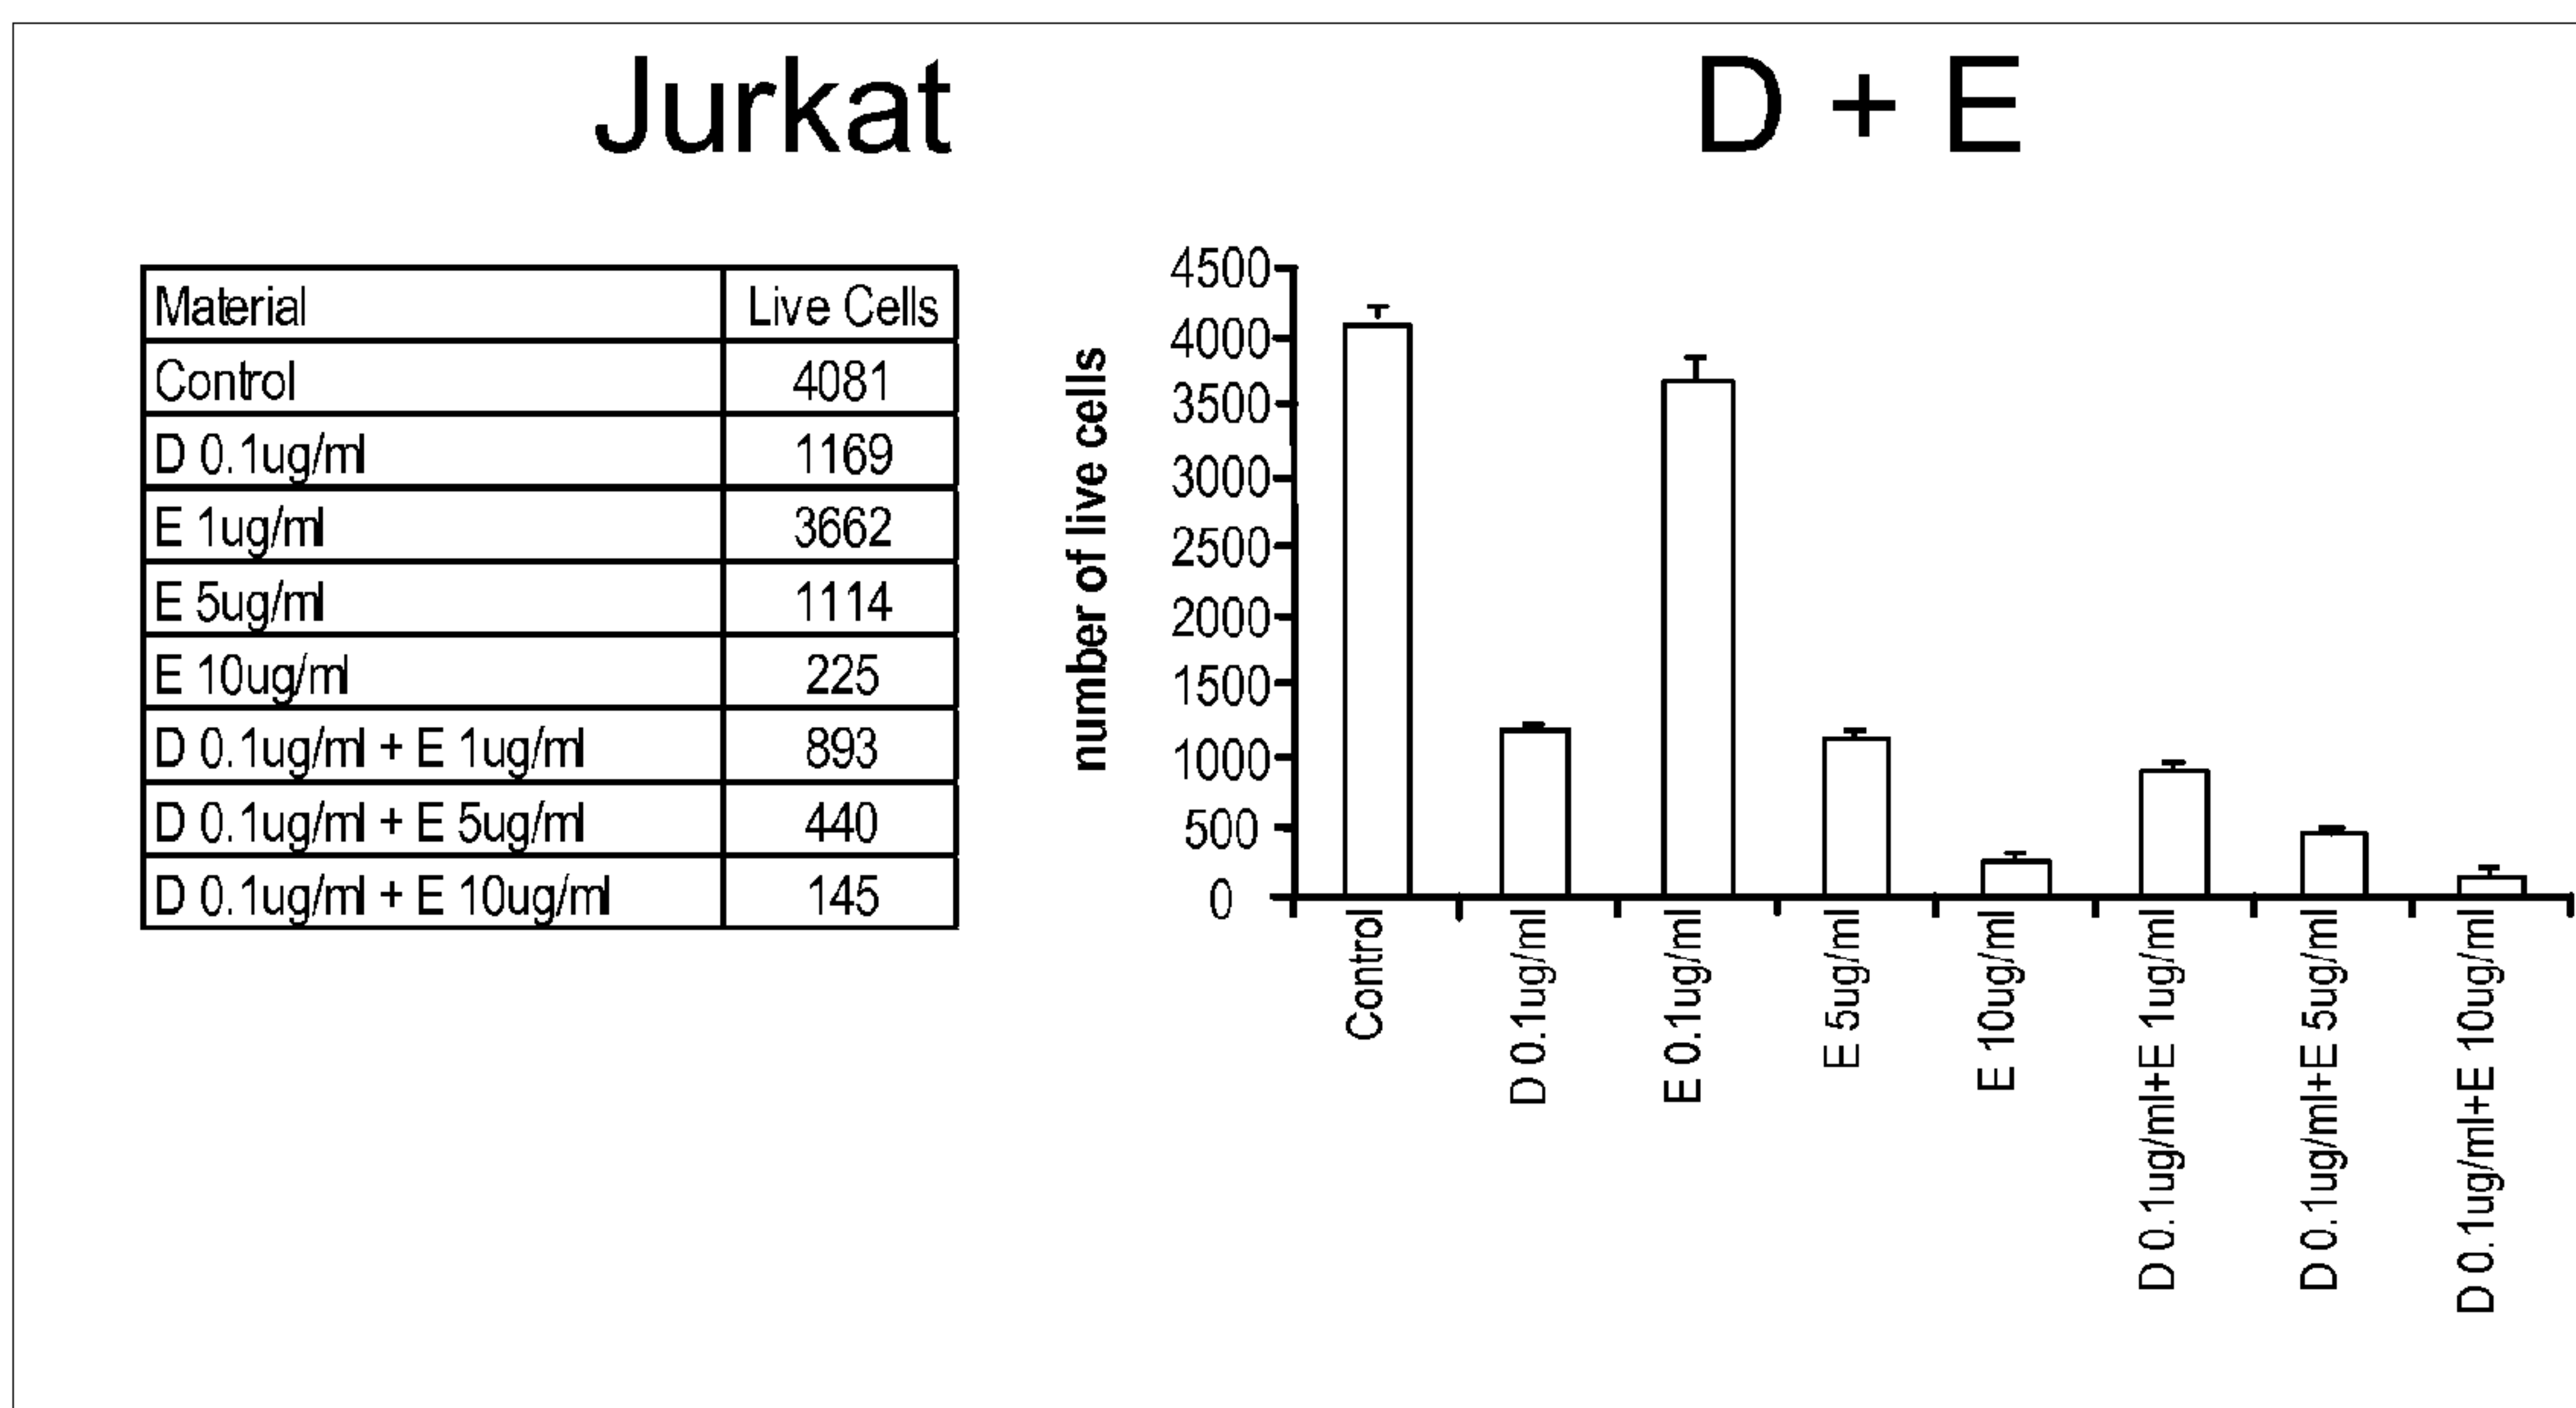 Jurkat
D + E
Material Live Cells
Control 4081
D 0.1ug/ml 1169
E 1ug/ml 3662
E 5ug/ml 1114
E 10ug/ml 225
D 0.1ug/ml + E 1ug/ml 893
D 0.1ug/ml + E 5ug/ml 440
D 0.1ug/ml + E 10ug/ml 145
number of live cells
4500
4000
3500
3000
2500
2000
1500
1000
500
0
Control
D 0.1ug/ml
E 0.1ug/ml
E 5ug/ml
E 10ug/ml
D 0.1ug/ml+E 1ug/ml
D 0.1ug/ml+E 5ug/ml
D 0.1ug/ml+E 10ug/ml